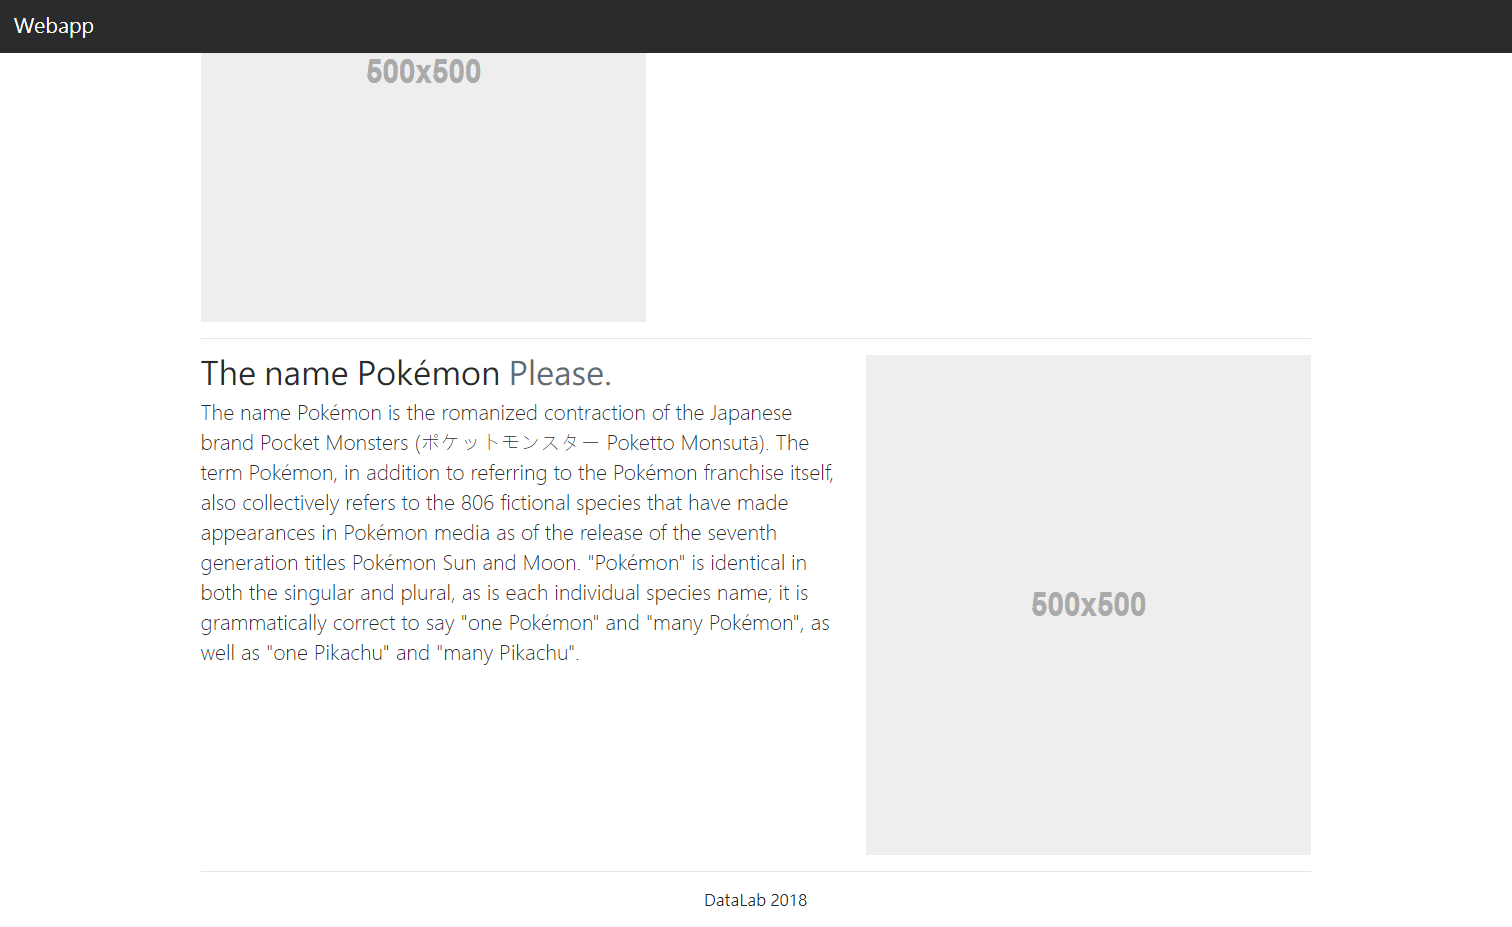 Webapp
500x500
The name Pokémon Please.
The name Pokémon is the romanized contraction of the Japanese
brand Pocket Monsters (ポケットモンスター Poketto Monsutā). The
term Pokémon, in addition to referring to the Pokémon franchise itself,
also collectively refers to the 806 fictional species that have made
appearances in Pokémon media as of the release of the seventh
generation titles Pokémon Sun and Moon. "Pokémon" is identical in
both the singular and plural, as is each individual species name; it is
grammatically correct to say "one Pokémon" and "many Pokémon", as
well as "one Pikachu" and "many Pikachu".
500x500
DataLab 2018